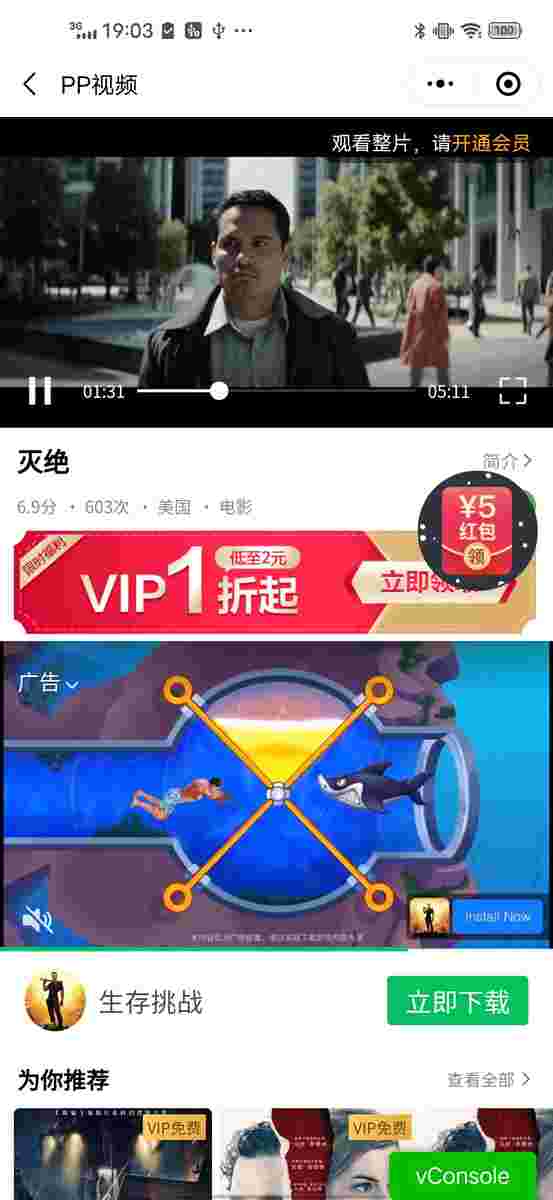 3G 19:03 100
PP视频
观看整片，请开通会员
01:31 05:11
灭绝 简介
6.9分 · 603次 · 美国 · 电影
¥5
红包
领
限时福利
低至2元
VIP1折起
立即领
广告
Install Now
生存挑战 立即下载
为你推荐 查看全部
VIP免费 VIP免费
vConsole